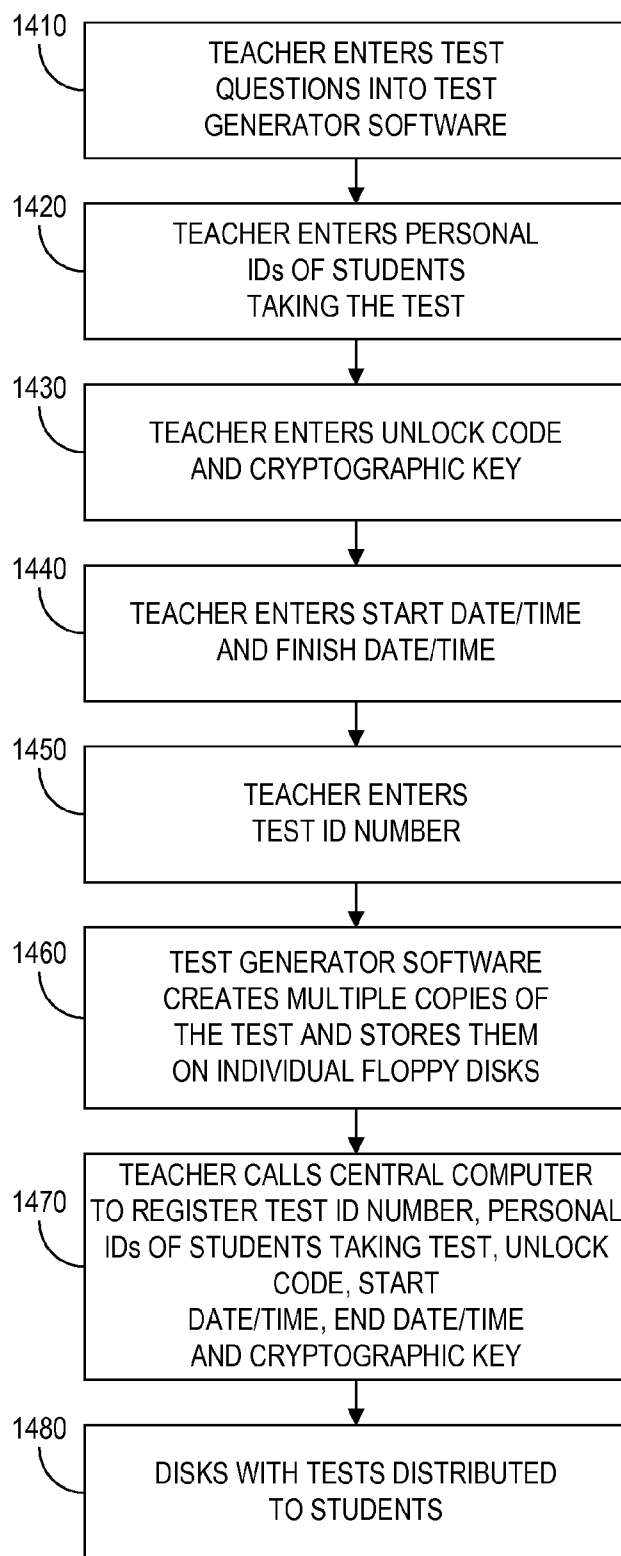 1410
TEACHER ENTERS TEST
QUESTIONS INTO TEST
GENERATOR SOFTWARE
1420
TEACHER ENTERS PERSONAL
IDs OF STUDENTS
TAKING THE TEST
1430
TEACHER ENTERS UNLOCK CODE
AND CRYPTOGRAPHIC KEY
1440
TEACHER ENTERS START DATE/TIME
AND FINISH DATE/TIME
1450
TEACHER ENTERS
TEST ID NUMBER
1460
TEST GENERATOR SOFTWARE
CREATES MULTIPLE COPIES OF
THE TEST AND STORES THEM
ON INDIVIDUAL FLOPPY DISKS
1470
TEACHER CALLS CENTRAL COMPUTER
TO REGISTER TEST ID NUMBER, PERSONAL
IDs OF STUDENTS TAKING TEST, UNLOCK
CODE, START
DATE/TIME, END DATE/TIME
AND CRYPTOGRAPHIC KEY
1480
DISKS WITH TESTS DISTRIBUTED
TO STUDENTS